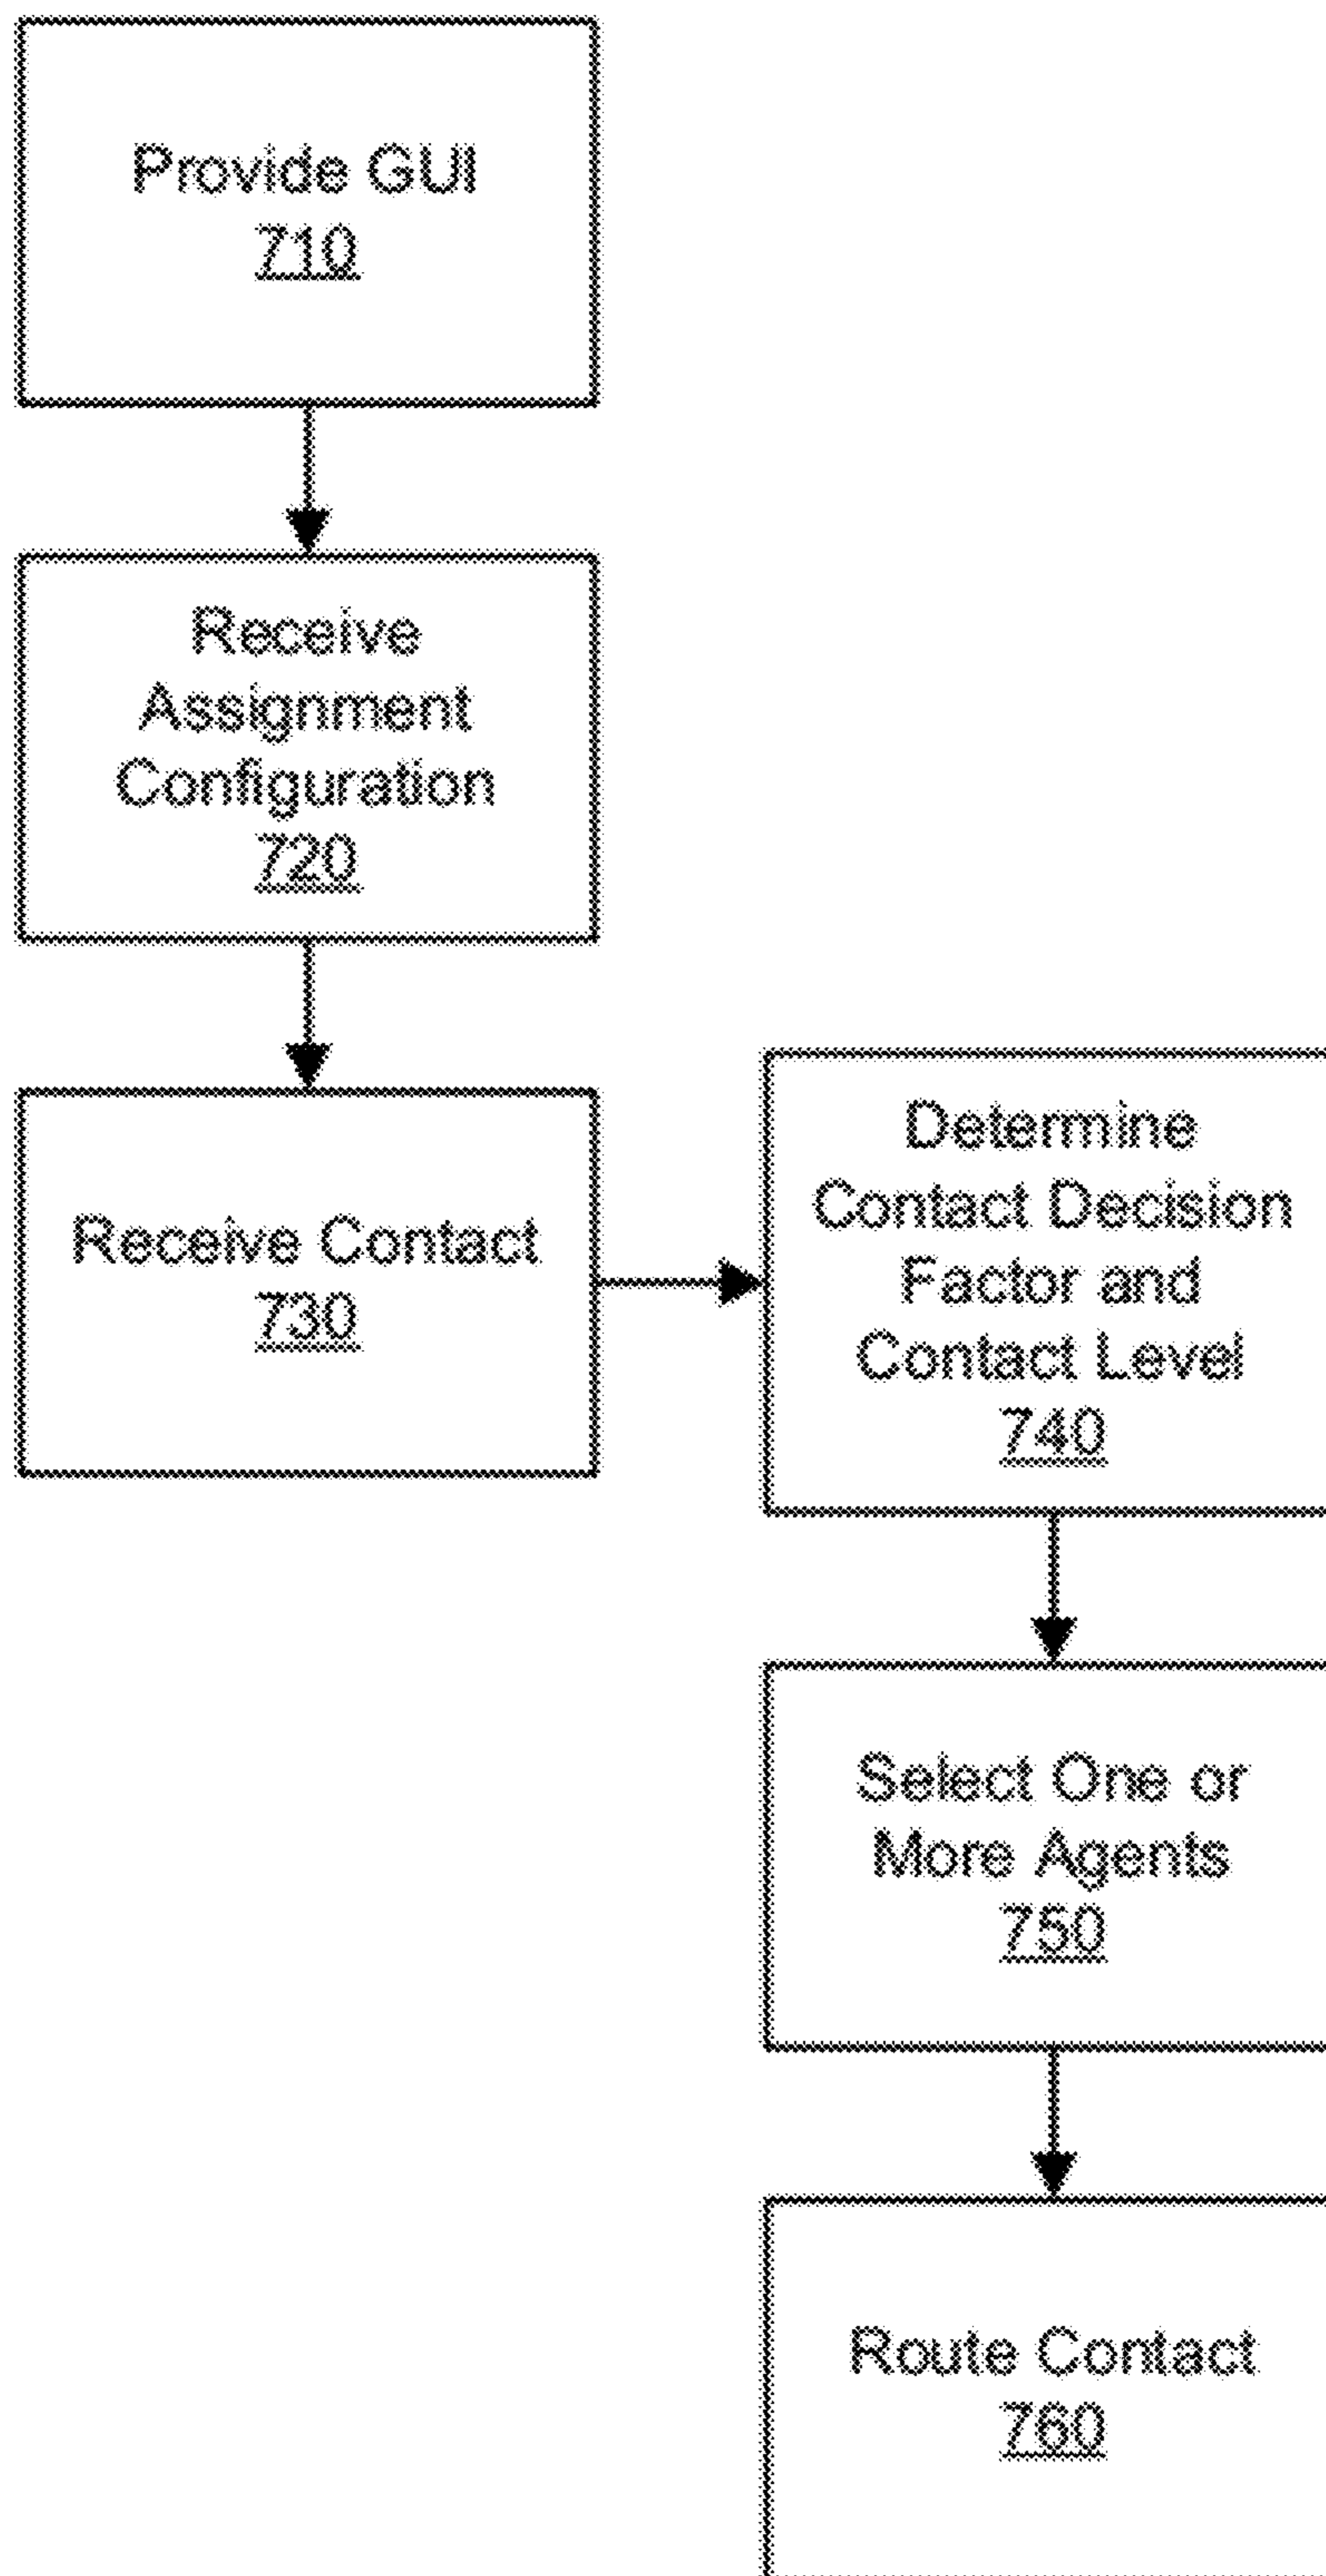 Provide GUI
710
Receive
Assignment
Configuration
720
Receive Contact
730
Determine
Contact Decision
Factor and
Contact Level
740
Select One or
More Agents
750
Route Contact
760